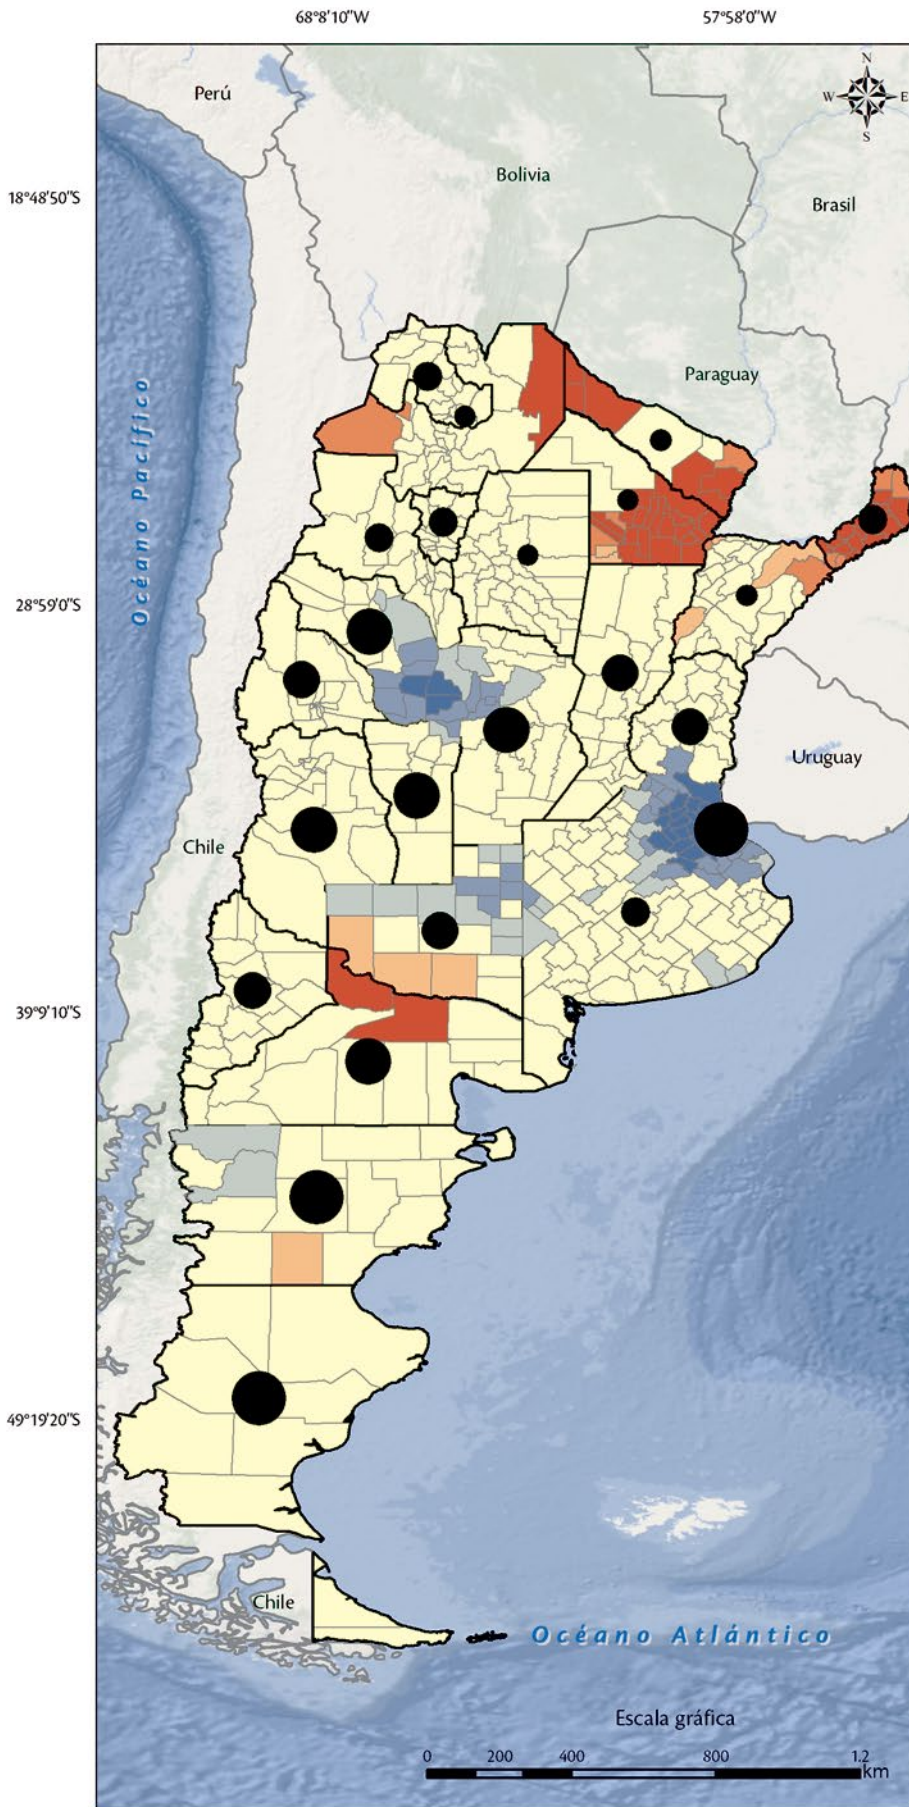 68°8'10"W 57°58'0"W
N
W E
S
Perú
Bolivia
18°48'50"S
Brasil
Paraguay
Océano Pacífico
28°59'0"S
Uruguay
Chile
39°9'10"S
49°19'20"S
Chile
Océano Atlántico
Escala gráfica
0 200 400 800 1.2
km